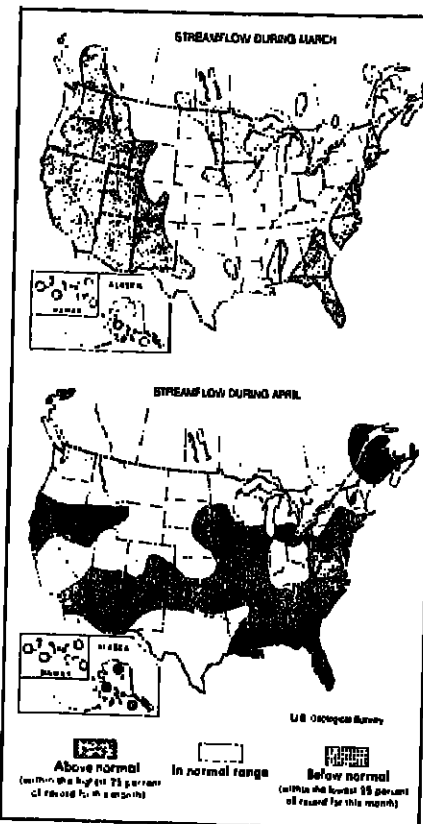 STREAMFLOW DURING MARCH
ALASKA
HAWAII
STREAMFLOW DURING APRIL
ALASKA
HAWAII
U.S. Geological Survey
Above normal
(within the highest 25 percent
of record for this month)
In normal range
Below normal
(within the lowest 25 percent
of record for this month)